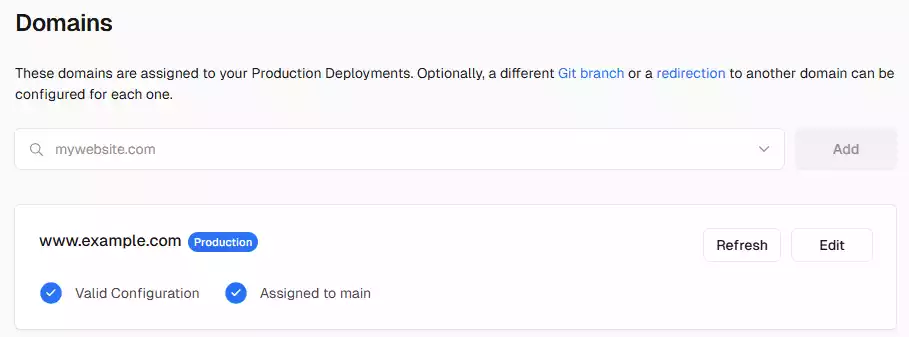 Domains
These domains are assigned to your Production Deployments. Optionally, a different Git branch or a redirection to another domain can be
configured for each one.
mywebsite.com Add
www.example.com Production Refresh Edit
Valid Configuration Assigned to main